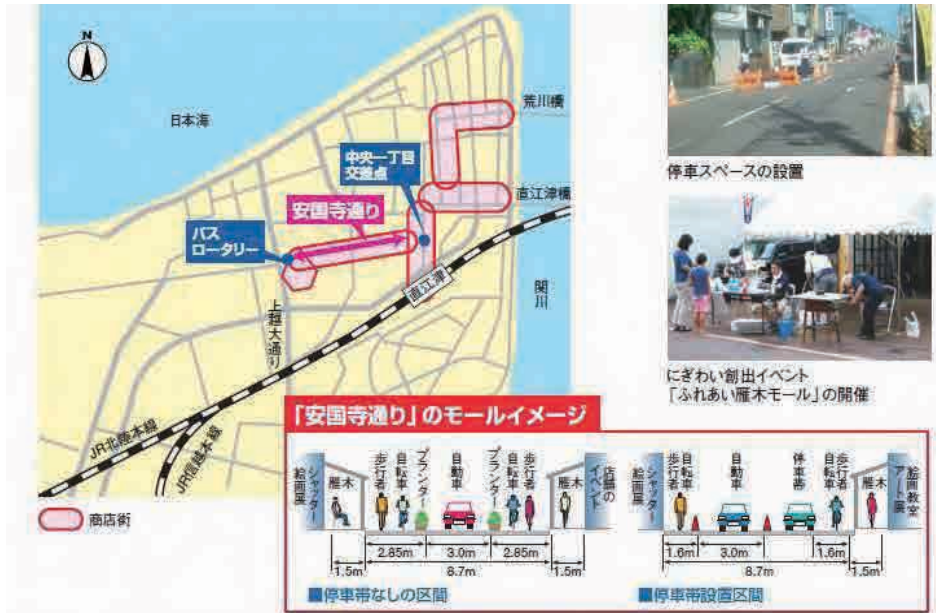 N
日本海
荒川橋
中央一丁目
交差点
直江津橋
安国寺通り
バス
ロータリー
直江津
関川
上越大通り
JR北陸本線
JR信越本線
商店街
停車スペースの設置
にぎわい創出イベント
「ふれあい雁木モール」の開催
「安国寺通り」のモールイメージ
シャッター
絵画展
雁木
歩行者
自転車
プランター
自動車
プランター
自転車
歩行者
雁木
店舗の
イベント
2.85m
3.0m
2.85m
1.5m
8.7m
1.5m
■停車帯なしの区間
シャッター
絵画展
歩行者
自転車
自動車
停車帯
自転車
歩行者
雁木
絵画教室
アート展
1.6m
3.0m
1.6m
8.7m
1.5m
■停車帯設置区間